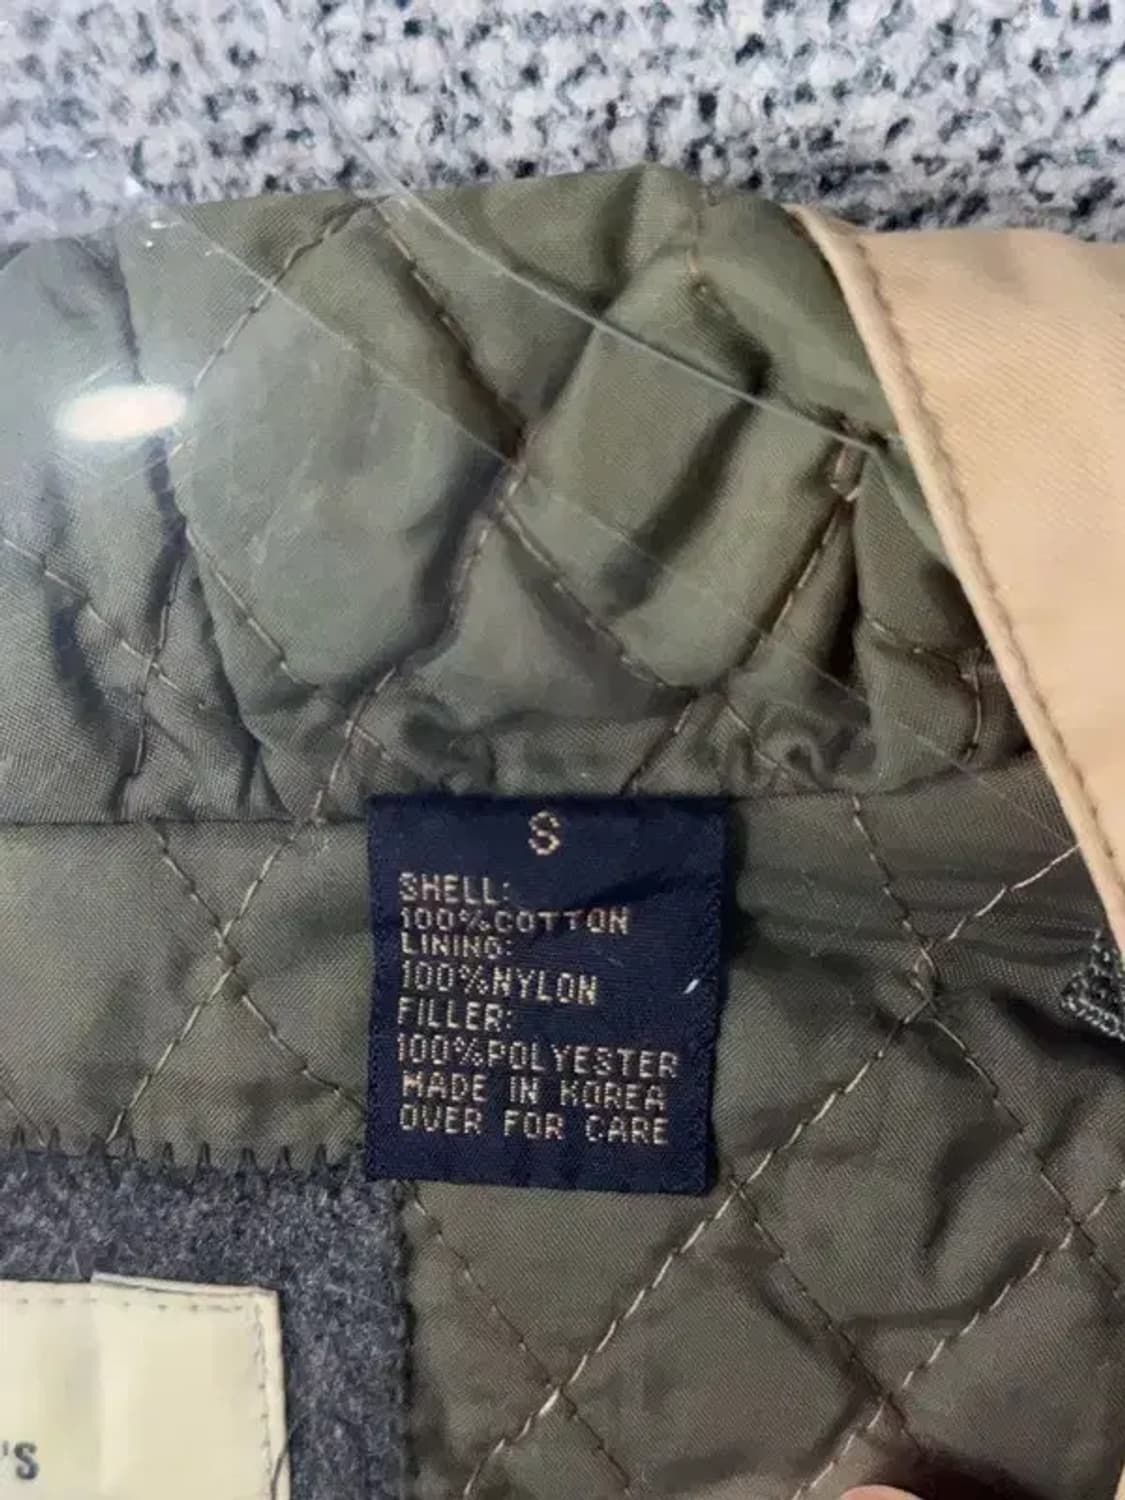 S
SHELL:
100%COTTON
LINING:
100%NYLON
FILLER:
100%POLYESTER
MADE IN KOREA
OVER FOR CARE
'S